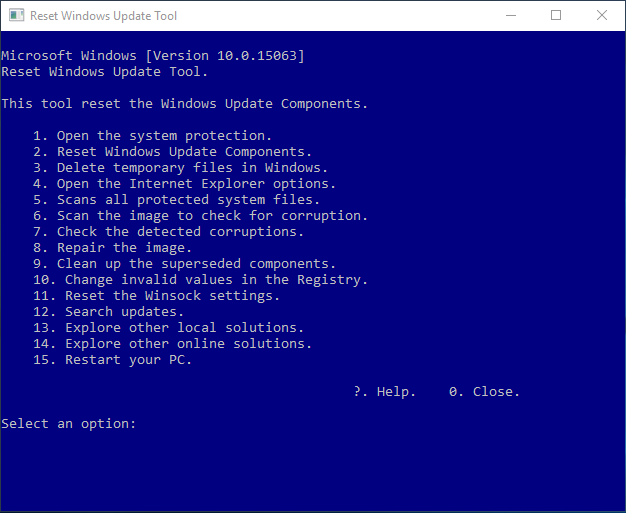 Reset Windows Update Tool
Microsoft Windows [Version 10.0.15063]
Reset Windows Update Tool.
This tool reset the Windows Update Components.
1. Open the system protection.
2. Reset Windows Update Components.
3. Delete temporary files in Windows.
4. Open the Internet Explorer options.
5. Scans all protected system files.
6. Scan the image to check for corruption.
7. Check the detected corruptions.
8. Repair the image.
9. Clean up the superseded components.
10. Change invalid values in the Registry.
11. Reset the Winsock settings.
12. Search updates.
13. Explore other local solutions.
14. Explore other online solutions.
15. Restart your PC.
?. Help.    0. Close.
Select an option: